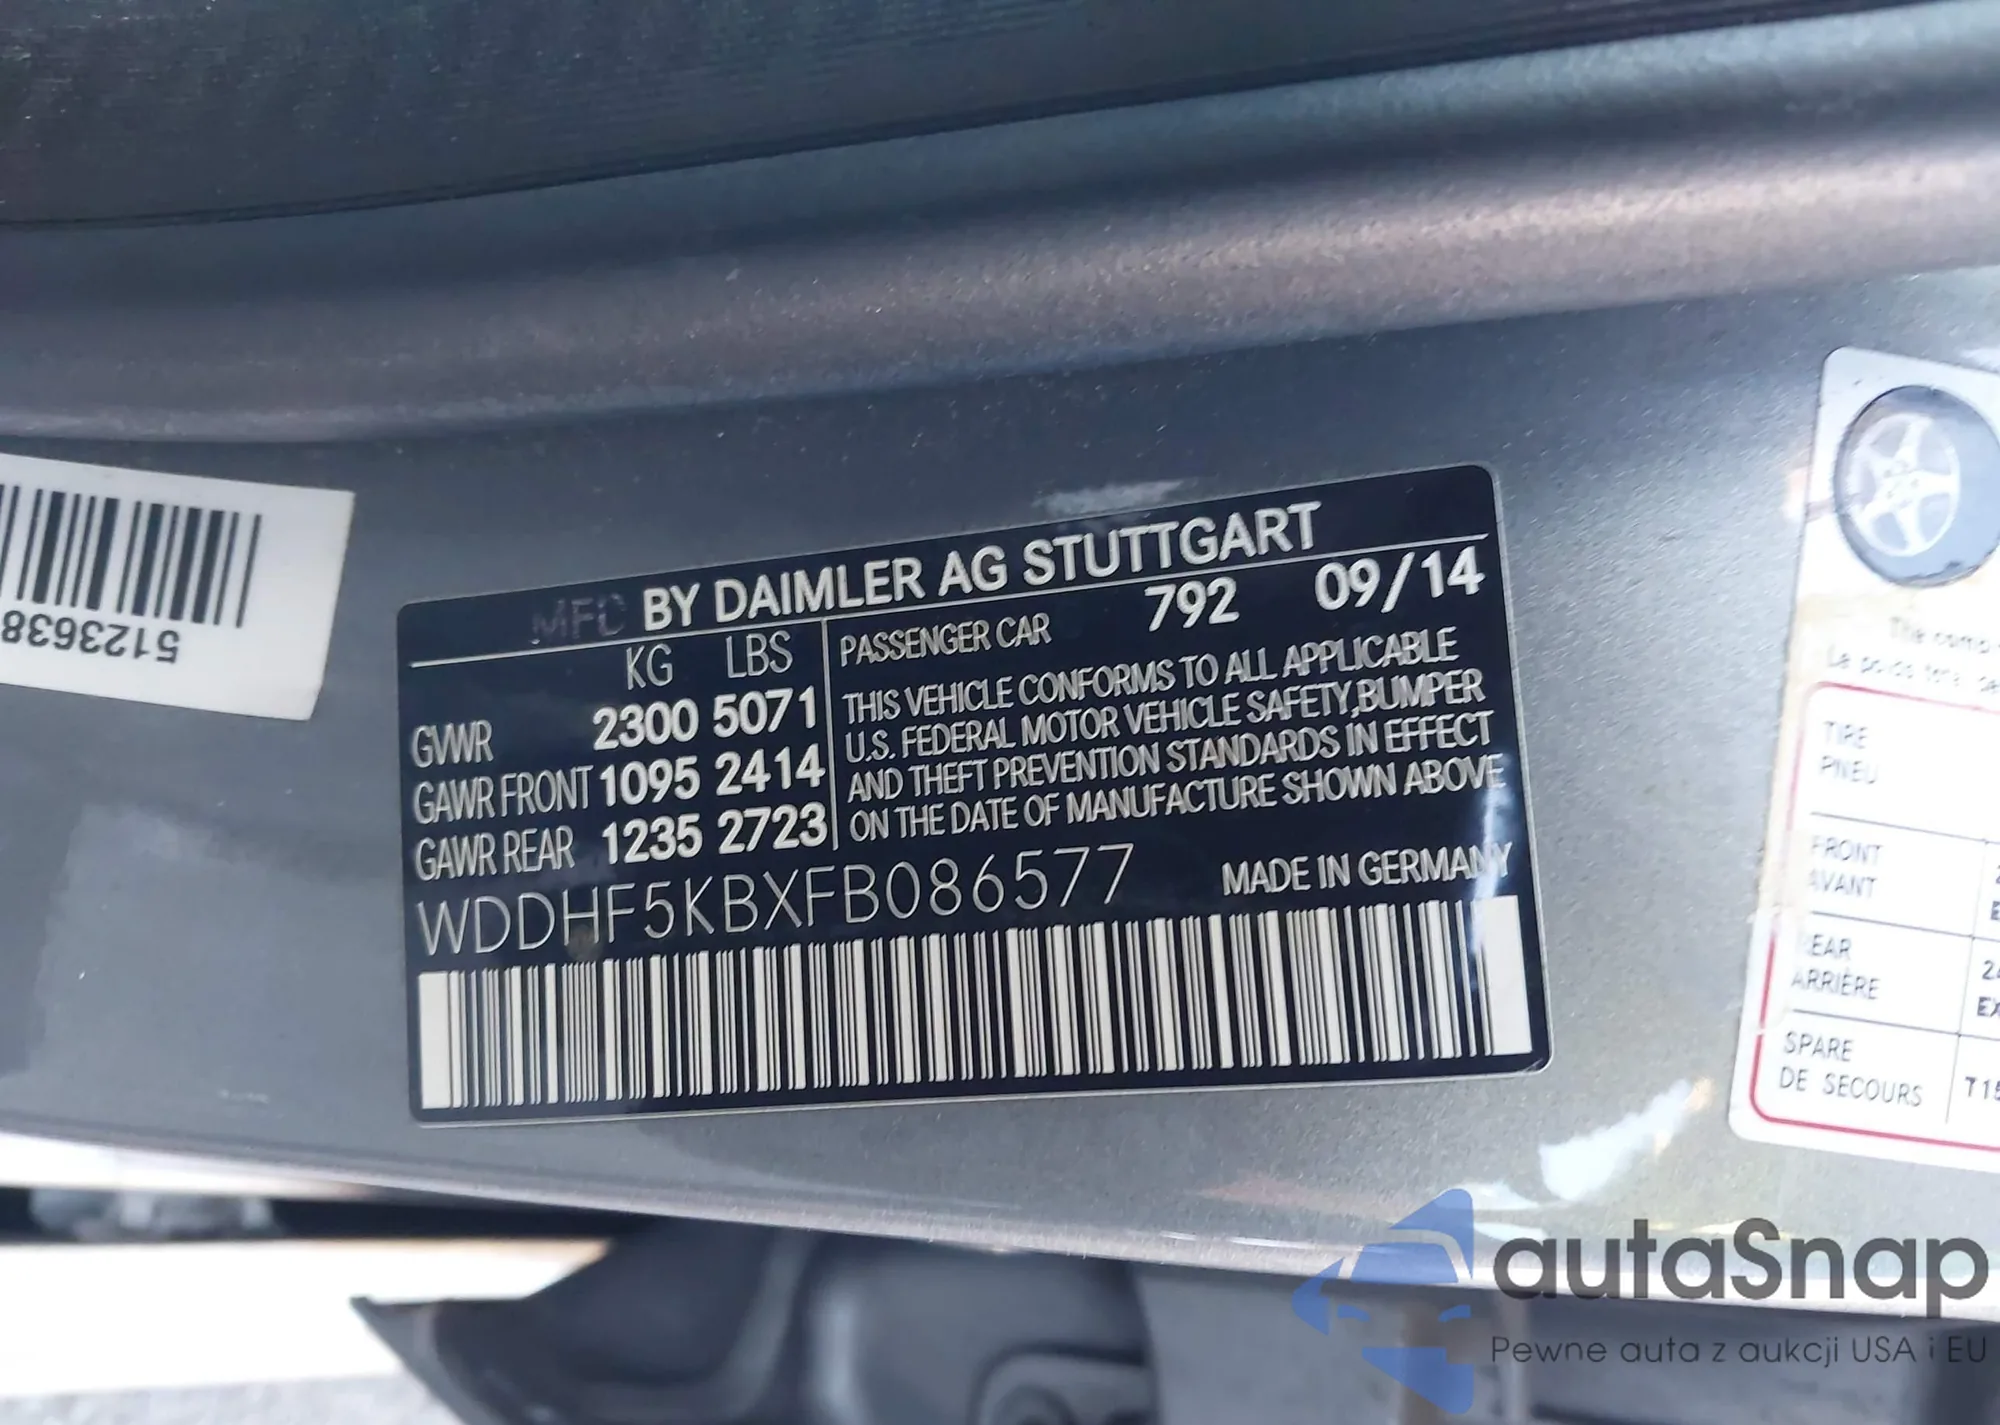 5123638
MFC BY DAIMLER AG STUTTGART
KG LBS
GVWR 2300 5071
GAWR FRONT 1095 2414
GAWR REAR 1235 2723
PASSENGER CAR 792 09/14
THIS VEHICLE CONFORMS TO ALL APPLICABLE
U.S. FEDERAL MOTOR VEHICLE SAFETY,BUMPER
AND THEFT PREVENTION STANDARDS IN EFFECT
ON THE DATE OF MANUFACTURE SHOWN ABOVE
WDDHF5KBXFB086577
MADE IN GERMANY
The
TIRE
PNEU
FRONT
AVANT
ARRIÈRE
SPARE
DE SECOURS
autaSnap
Pewne auta z aukcji USA i EU